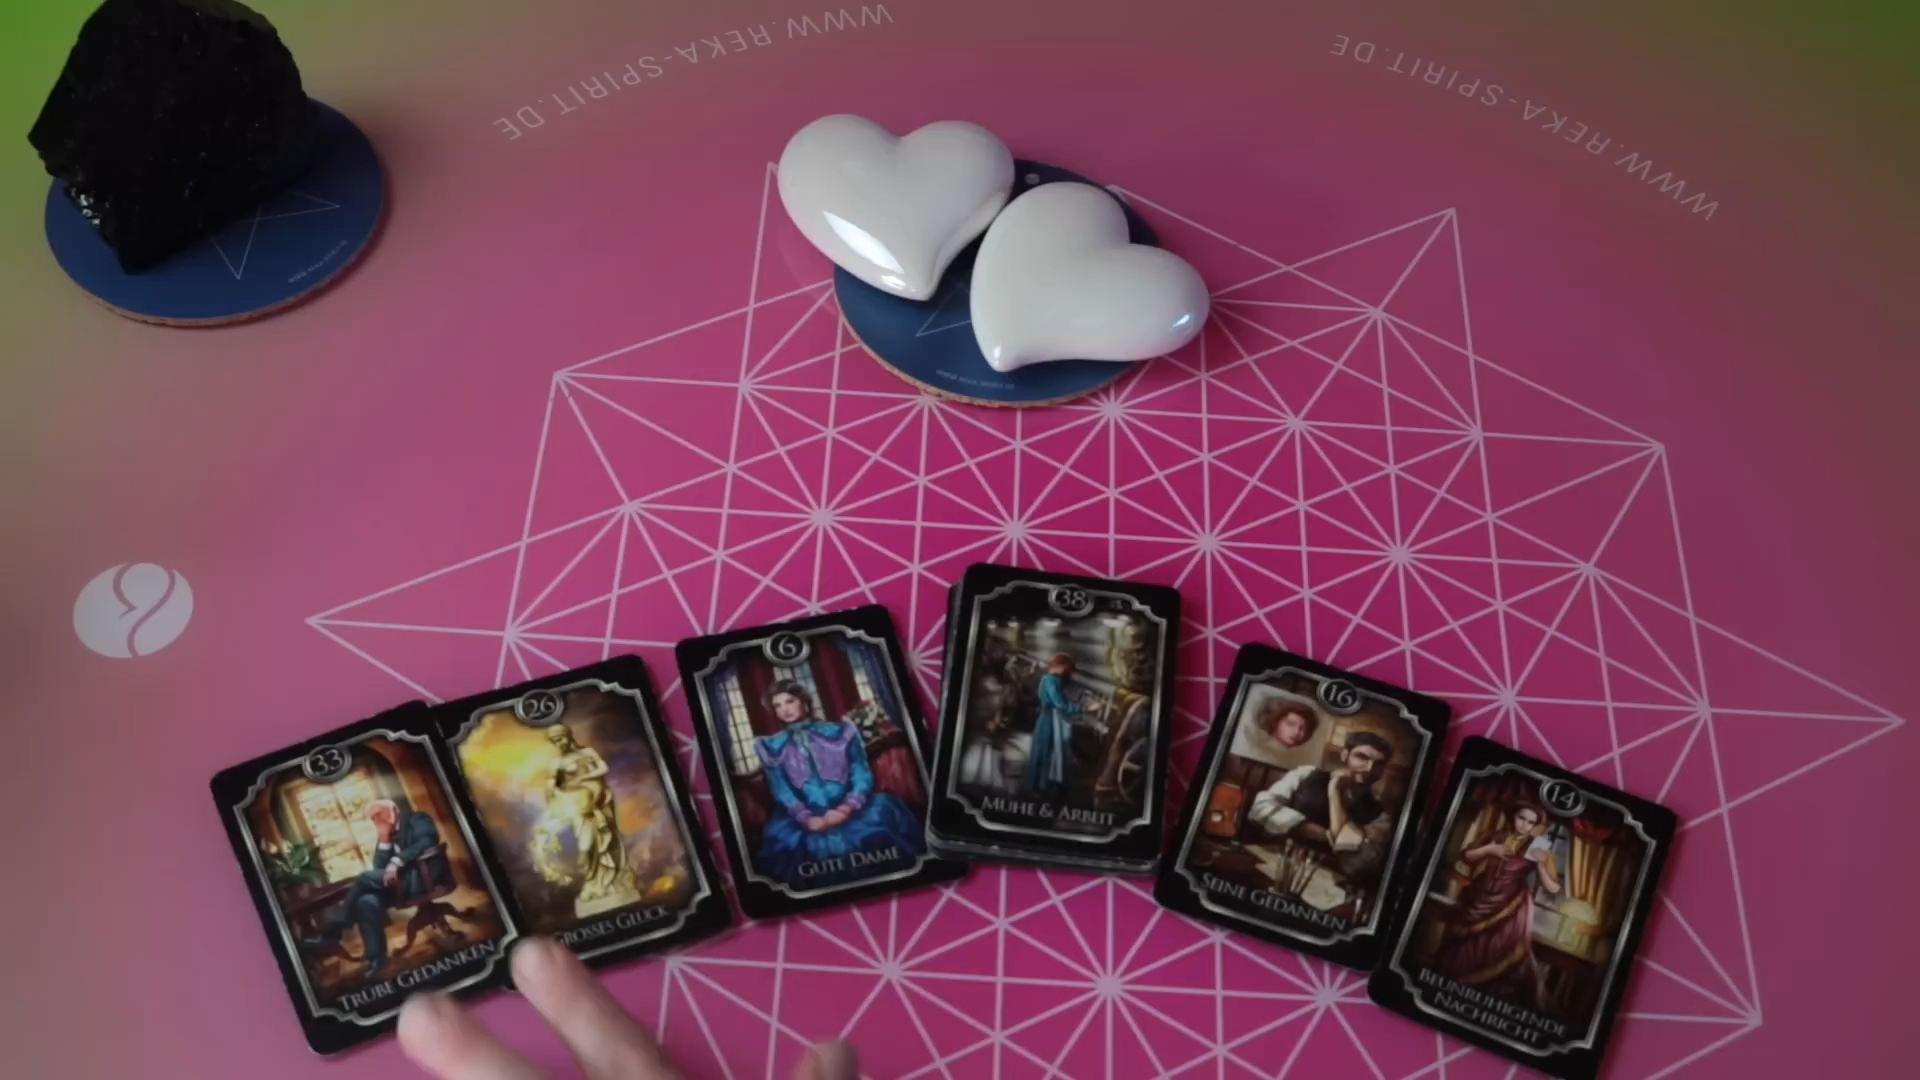 WWW.REKA-SPIRIT.DE
WWW.REKA-SPIRIT.DE
33
TRÜBE GEDANKEN
26
GROSSES GLÜCK
6
GUTE DAME
38
MÜHE & ARBEIT
16
SEINE GEDANKEN
14
BEUNRUHIGENDE
NACHRICHT